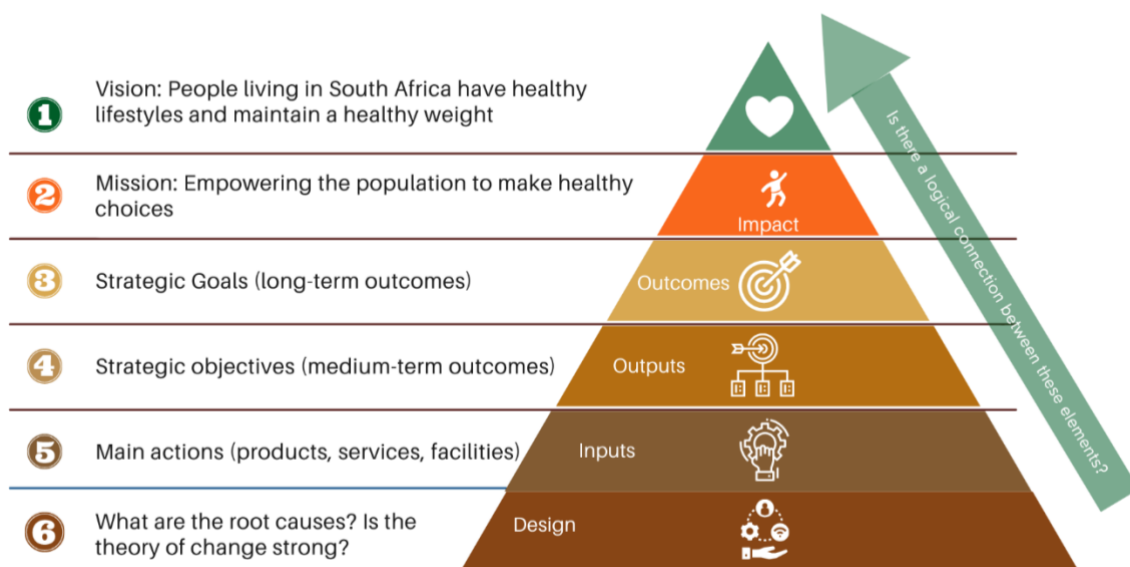 1
Vision: People living in South Africa have healthy
lifestyles and maintain a healthy weight
2
Mission: Empowering the population to make healthy
choices
Impact
3
Strategic Goals (long-term outcomes)
Outcomes
4
Strategic objectives (medium-term outcomes)
Outputs
5
Main actions (products, services, facilities)
Inputs
6
What are the root causes? Is the
theory of change strong?
Design
Is there a logical connection between these elements?